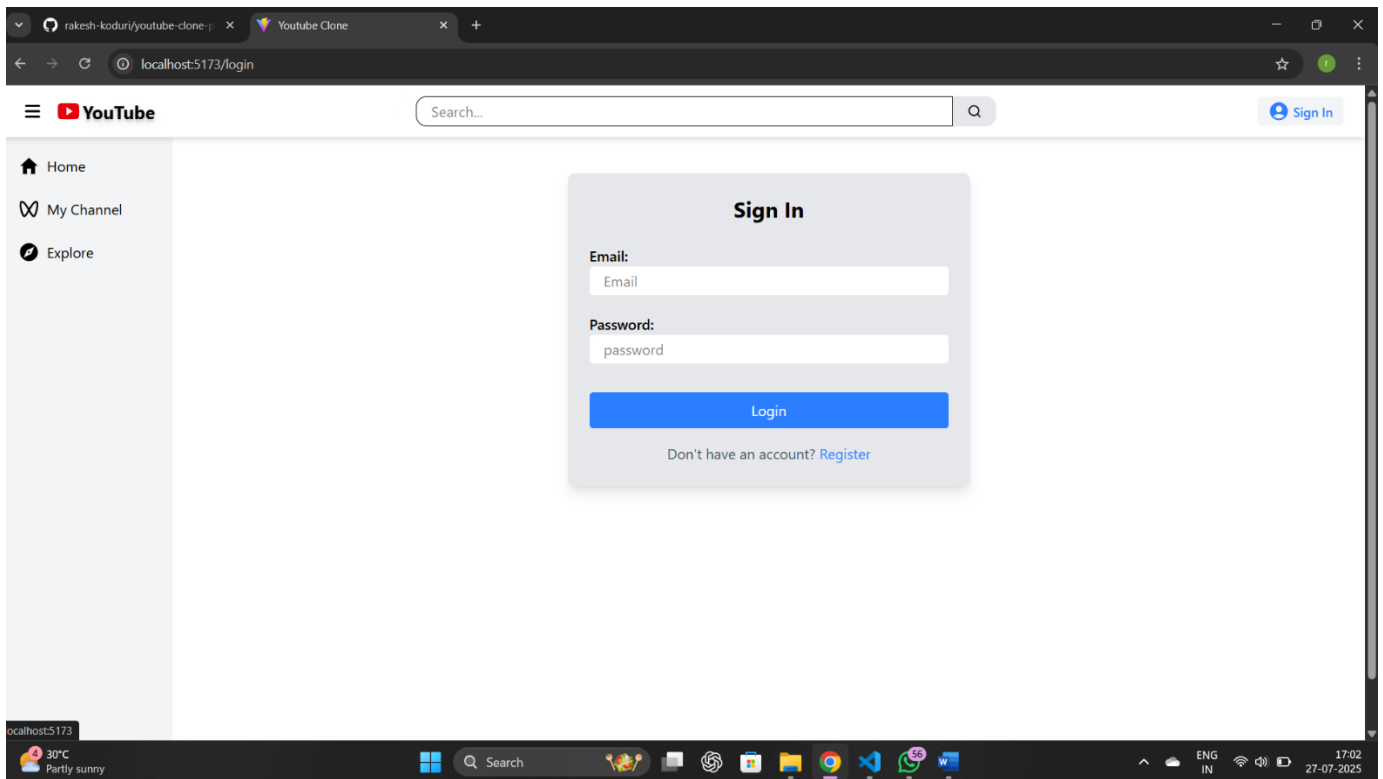 rakesh-koduri/youtube-clone-p
Youtube Clone
localhost:5173/login
r
YouTube
Search...
Sign In
Home
My Channel
Explore
Sign In
Email:
Email
Password:
password
Login
Don't have an account? Register
ocalhost:5173
4
30°C
Partly sunny
Search
56
W
ENG
IN
17:02
27-07-2025